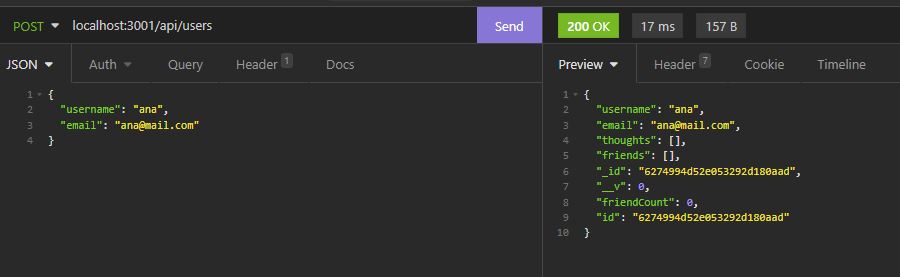 POST localhost:3001/api/users Send 200 OK 17 ms 157 B
JSON Auth Query Header 1 Docs
1 {
2 "username": "ana",
3 "email": "ana@mail.com"
4 }
Preview Header 7 Cookie Timeline
1 {
2 "username": "ana",
3 "email": "ana@mail.com",
4 "thoughts": [],
5 "friends": [],
6 "_id": "6274994d52e053292d180aad",
7 "__v": 0,
8 "friendCount": 0,
9 "id": "6274994d52e053292d180aad"
10 }